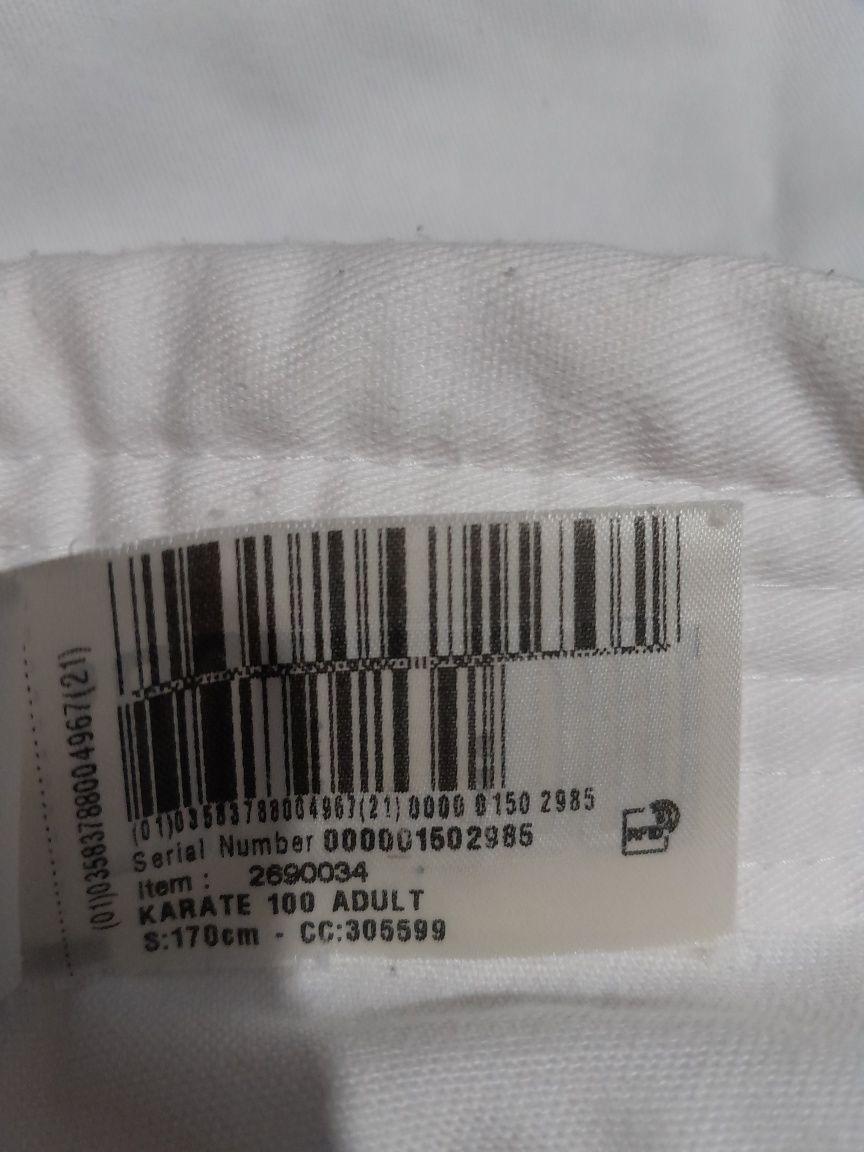 (01)03583788004967(21)
(01)03583788004967(21) 0000 0150 2985
Serial Number 000001502985
Item : 2690034
KARATE 100 ADULT
S:170cm - CC:305599
RFID